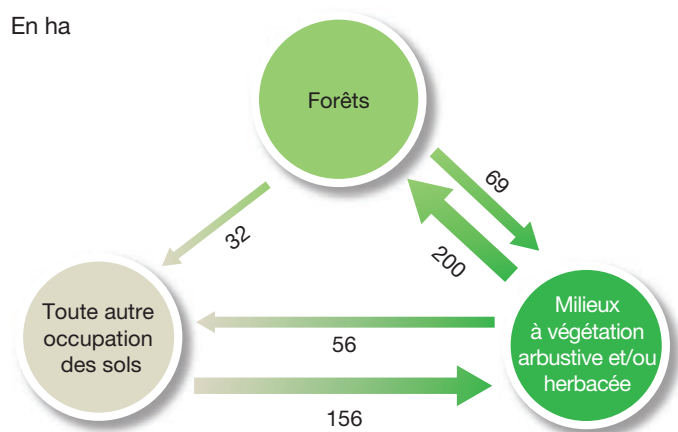 En ha
Forêts
69
200
32
Toute autre
occupation
des sols
56
156
Milieux
à végétation
arbustive et/ou
herbacée